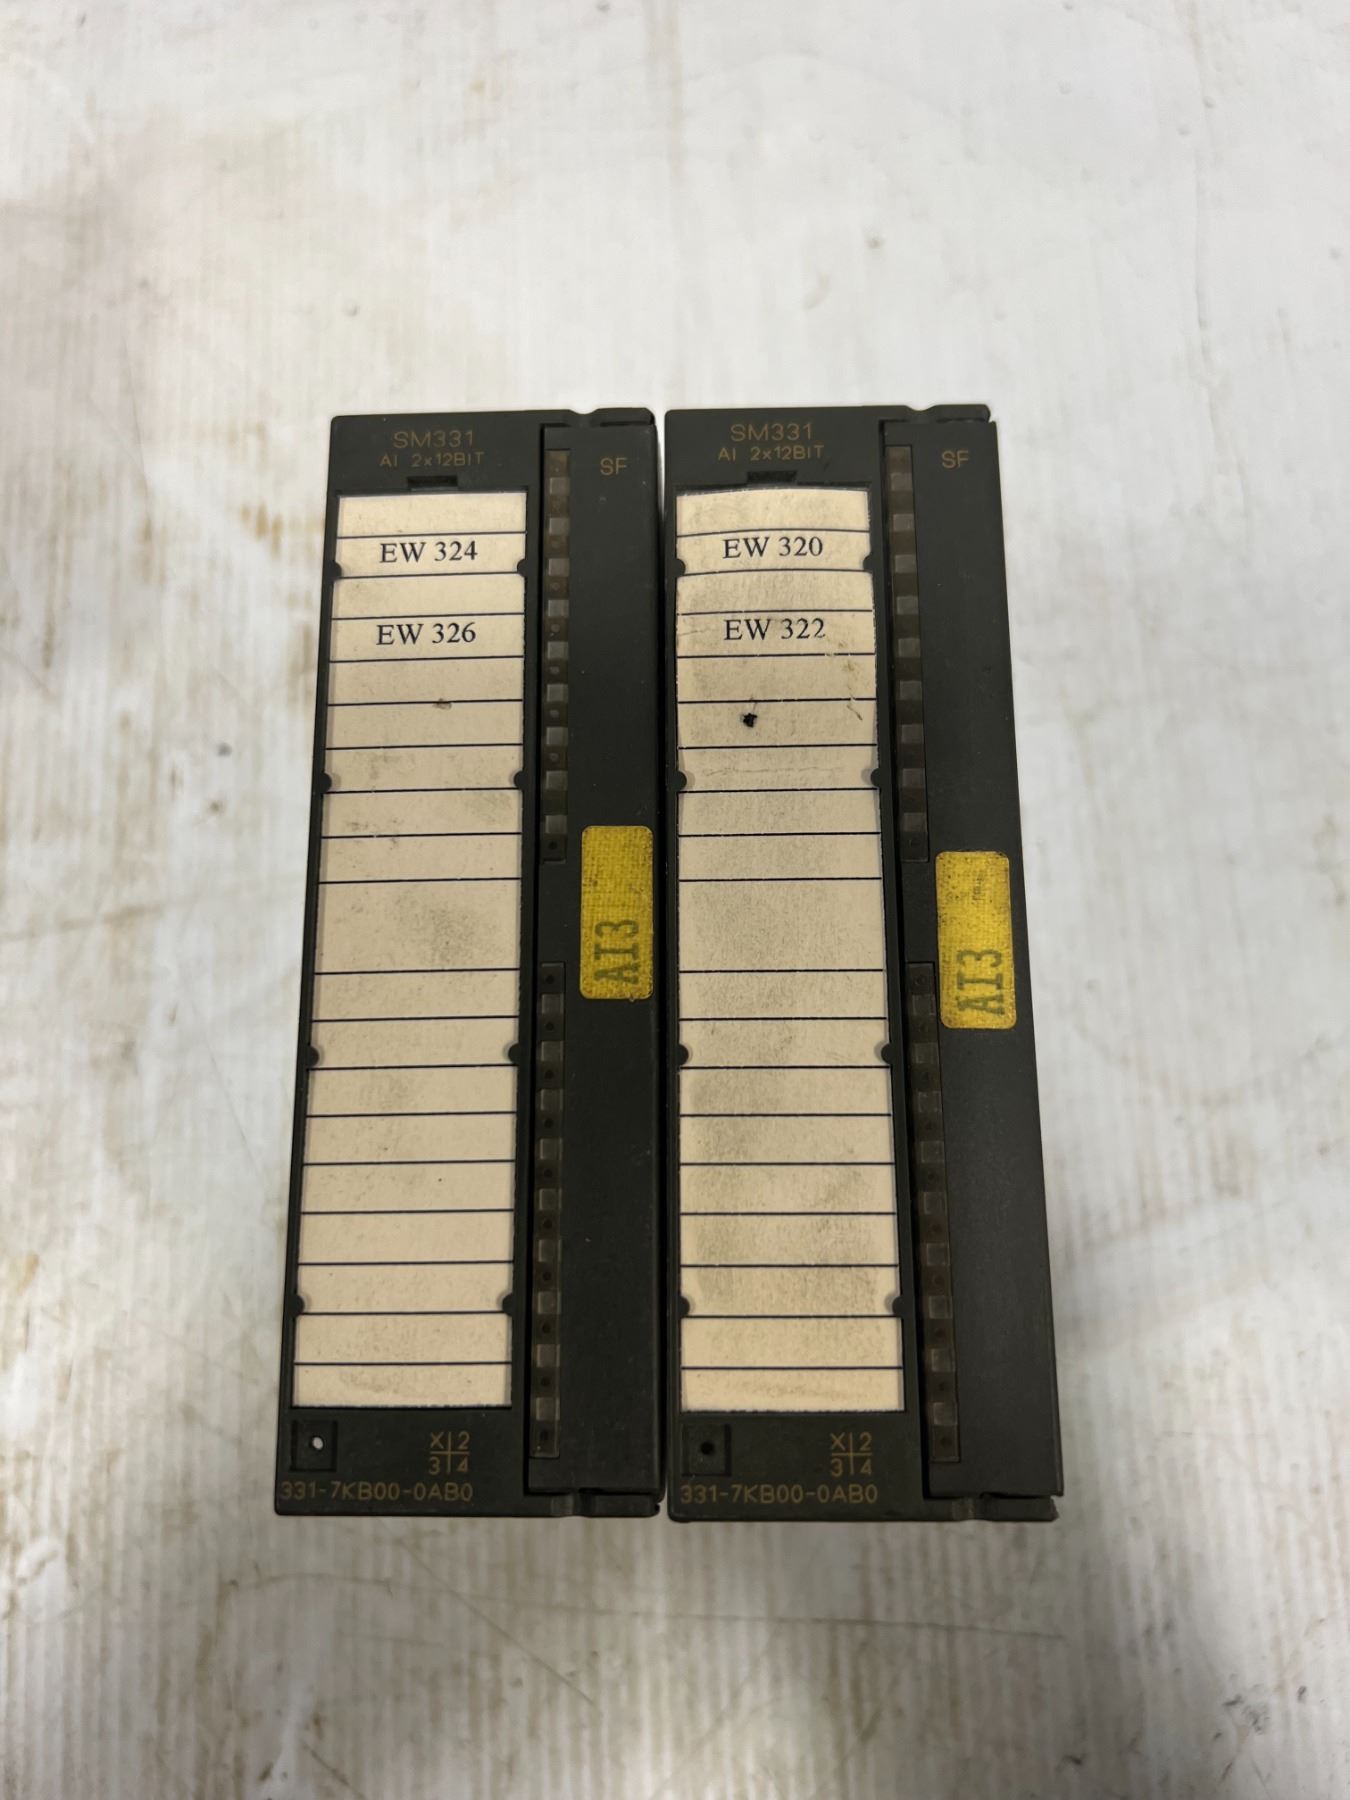 SM331
AI 2x12BIT
SF
EW 324
EW 326
AI3
X 2
3 4
331-7KB00-0AB0
SM331
AI 2x12BIT
SF
EW 320
EW 322
AI3
X 2
3 4
331-7KB00-0AB0